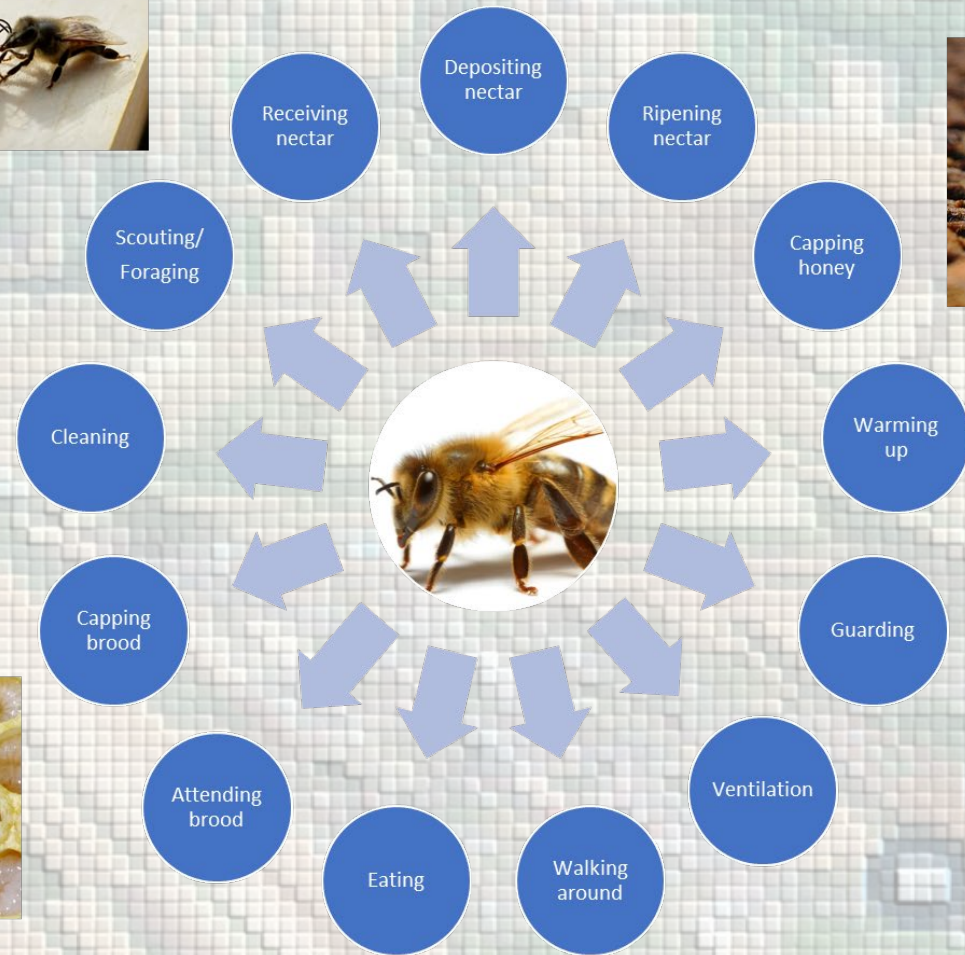 Depositing
nectar
Ripening
nectar
Capping
honey
Warming
up
Guarding
Ventilation
Walking
around
Eating
Attending
brood
Capping
brood
Cleaning
Scouting/
Foraging
Receiving
nectar